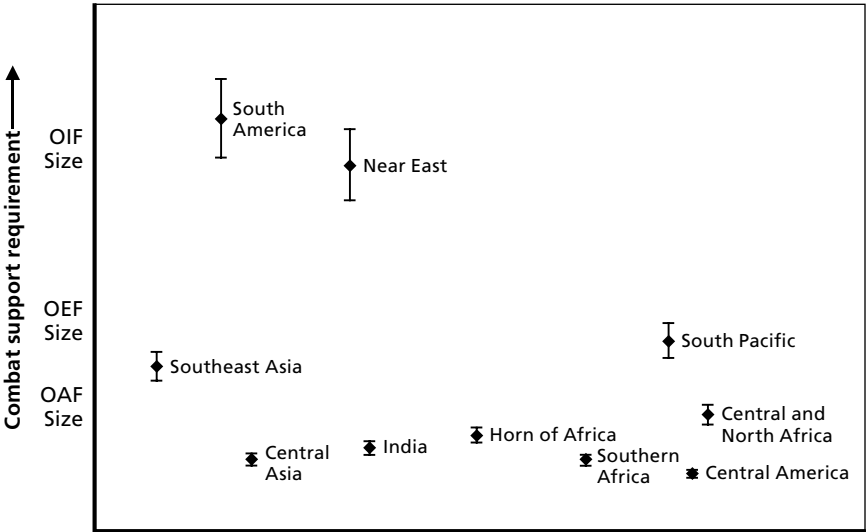 Combat support requirement
OIF
Size
OEF
Size
OAF
Size
South
America
Near East
South Pacific
Southeast Asia
Central and
North Africa
Horn of Africa
India
Central
Asia
Southern
Africa
Central America